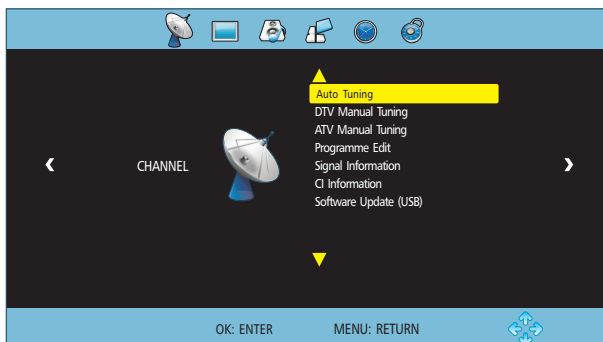 CHANNEL
Auto Tuning
DTV Manual Tuning
ATV Manual Tuning
Programme Edit
Signal Information
CI Information
Software Update (USB)
OK: ENTER MENU: RETURN